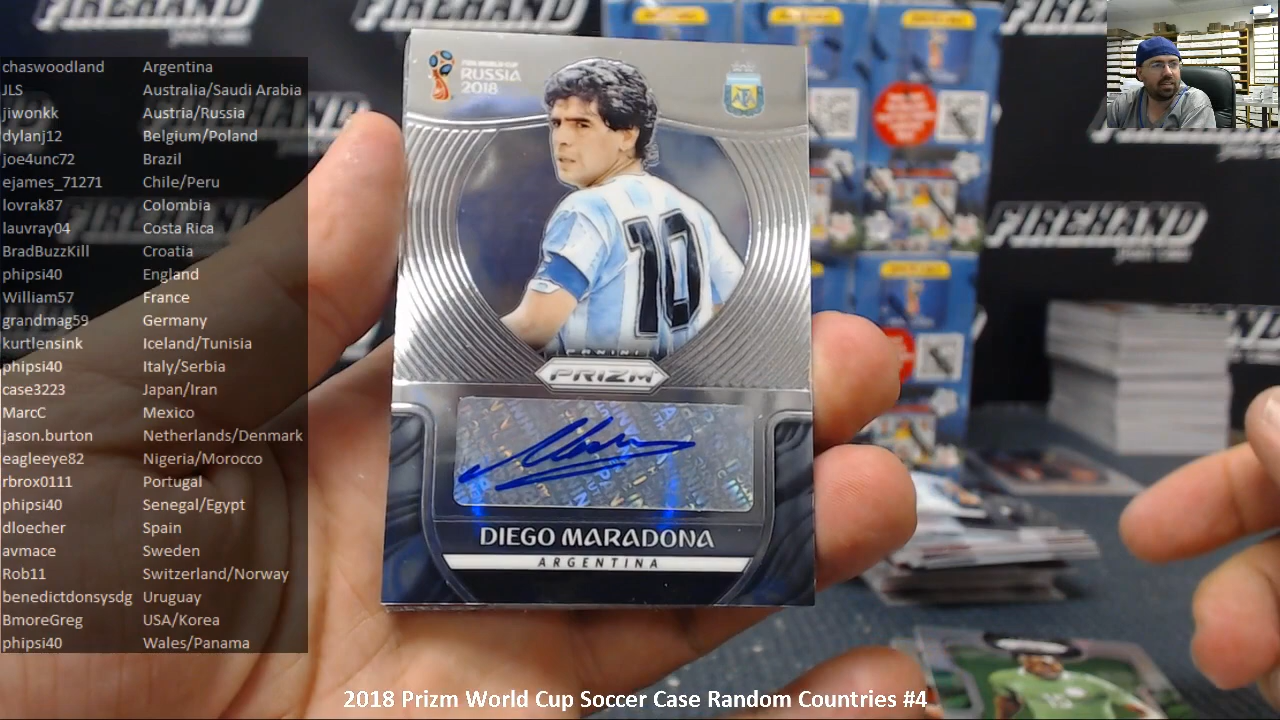 chaswoodland Argentina
JLS Australia/Saudi Arabia
jiwonkk Austria/Russia
dylanj12 Belgium/Poland
joe4unc72 Brazil
ejames_71271 Chile/Peru
lovrak87 Colombia
lauvray04 Costa Rica
BradBuzzKill Croatia
phipsi40 England
William57 France
grandmag59 Germany
kurtlensink Iceland/Tunisia
phipsi40 Italy/Serbia
case3223 Japan/Iran
MarcC Mexico
jason.burton Netherlands/Denmark
eagleeye82 Nigeria/Morocco
rbrox0111 Portugal
phipsi40 Senegal/Egypt
dloecher Spain
avmace Sweden
Rob11 Switzerland/Norway
benedictdonsysdg Uruguay
BmoreGreg USA/Korea
phipsi40 Wales/Panama
FIFA WORLD CUP
RUSSIA
2018
10
PANINI
PRIZM
DIEGO MARADONA
ARGENTINA
FIREHAND
FIREHAND
FIREHAND
2018 Prizm World Cup Soccer Case Random Countries #4